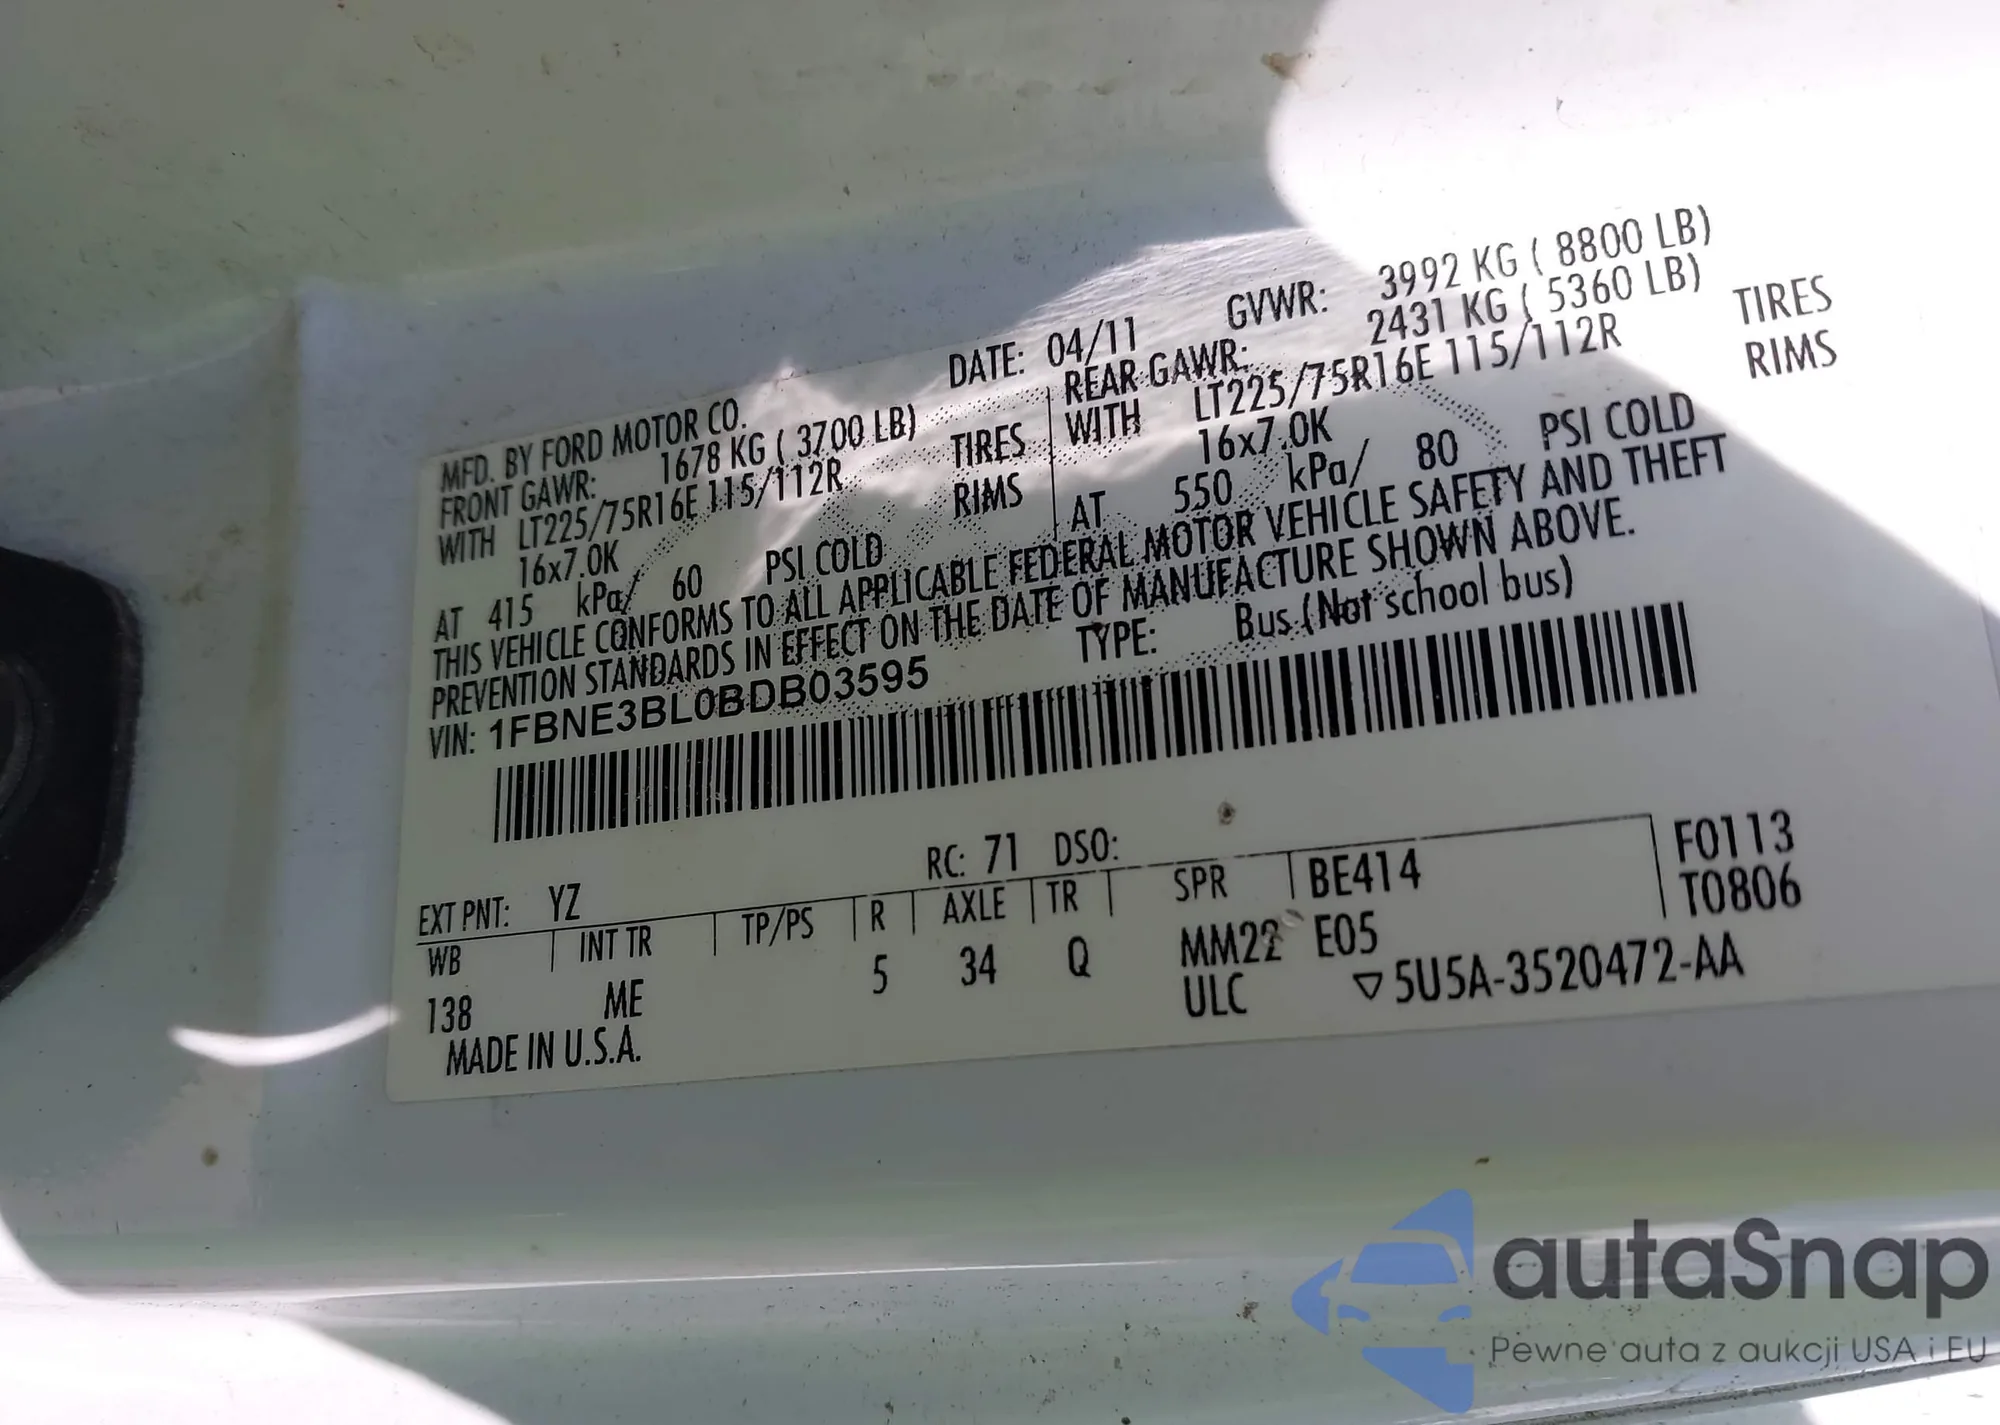 MFD. BY FORD MOTOR CO.
DATE: 04/11
GVWR: 3992 KG ( 8800 LB)
FRONT GAWR: 1678 KG ( 3700 LB)
WITH LT225/75R16E 115/112R TIRES
16x7.0K RIMS
AT 415 kPa/ 60 PSI COLD
REAR GAWR: 2431 KG ( 5360 LB)
WITH LT225/75R16E 115/112R TIRES
16x7.0K RIMS
AT 550 kPa/ 80 PSI COLD
THIS VEHICLE CONFORMS TO ALL APPLICABLE FEDERAL MOTOR VEHICLE SAFETY AND THEFT
PREVENTION STANDARDS IN EFFECT ON THE DATE OF MANUFACTURE SHOWN ABOVE.
VIN: 1FBNE3BL0BDB03595
TYPE: Bus (Not school bus)
EXT PNT: YZ RC: 71 DSO:
WB INT TR TP/PS R AXLE TR SPR BE414 F0113
138 ME 5 34 Q MM22 E05 T0806
ULC ▽5U5A-3520472-AA
MADE IN U.S.A.
autaSnap
Pewne auta z aukcji USA i EU